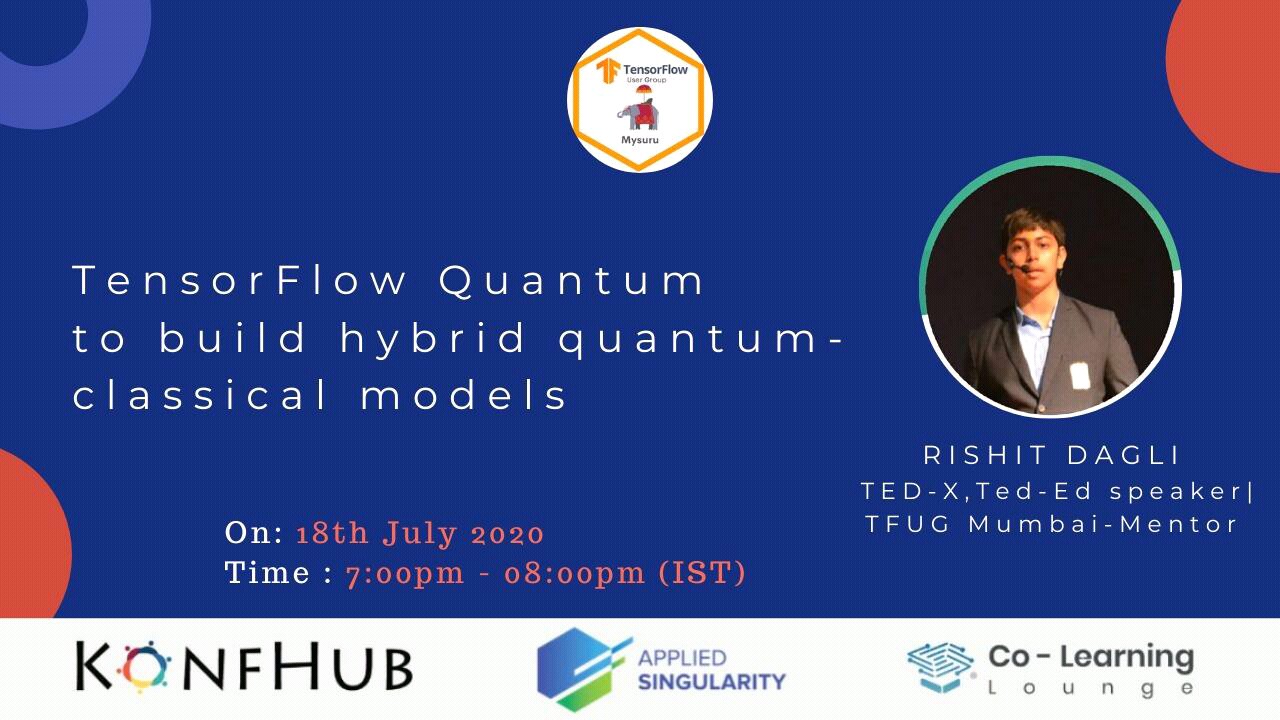 TensorFlow
User Group
Mysuru
TensorFlow Quantum
to build hybrid quantum-
classical models
RISHIT DAGLI
TED-X,Ted-Ed speaker|
TFUG Mumbai-Mentor
On: 18th July 2020
Time : 7:00pm - 08:00pm (IST)
KONFHUB
APPLIED
SINGULARITY
Co - Learning
Lounge